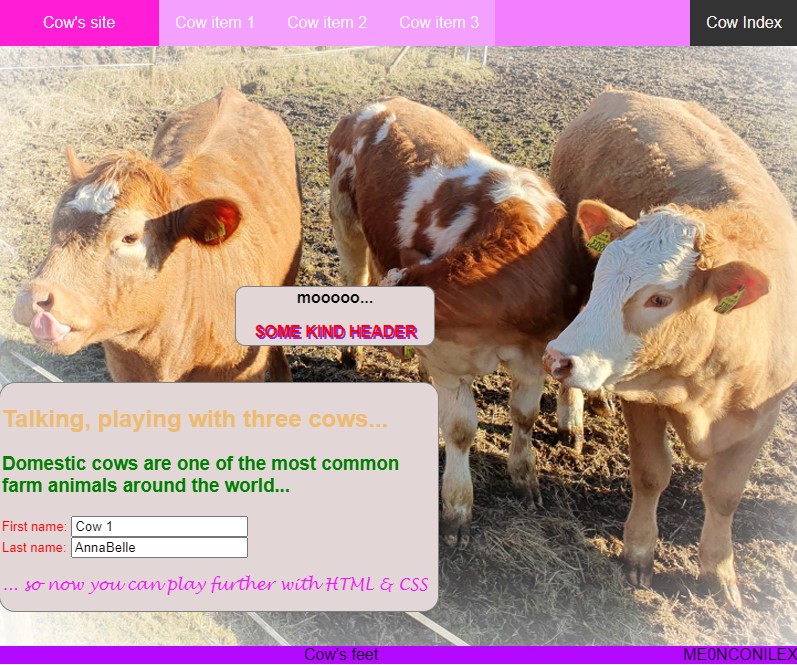 Cow's site Cow item 1 Cow item 2 Cow item 3 Cow Index
mooooo...
SOME KIND HEADER
Talking, playing with three cows...
Domestic cows are one of the most common
farm animals around the world...
First name: Cow 1
Last name: AnnaBelle
... so now you can play further with HTML & CSS
Cow's feet ME0NCONILEX